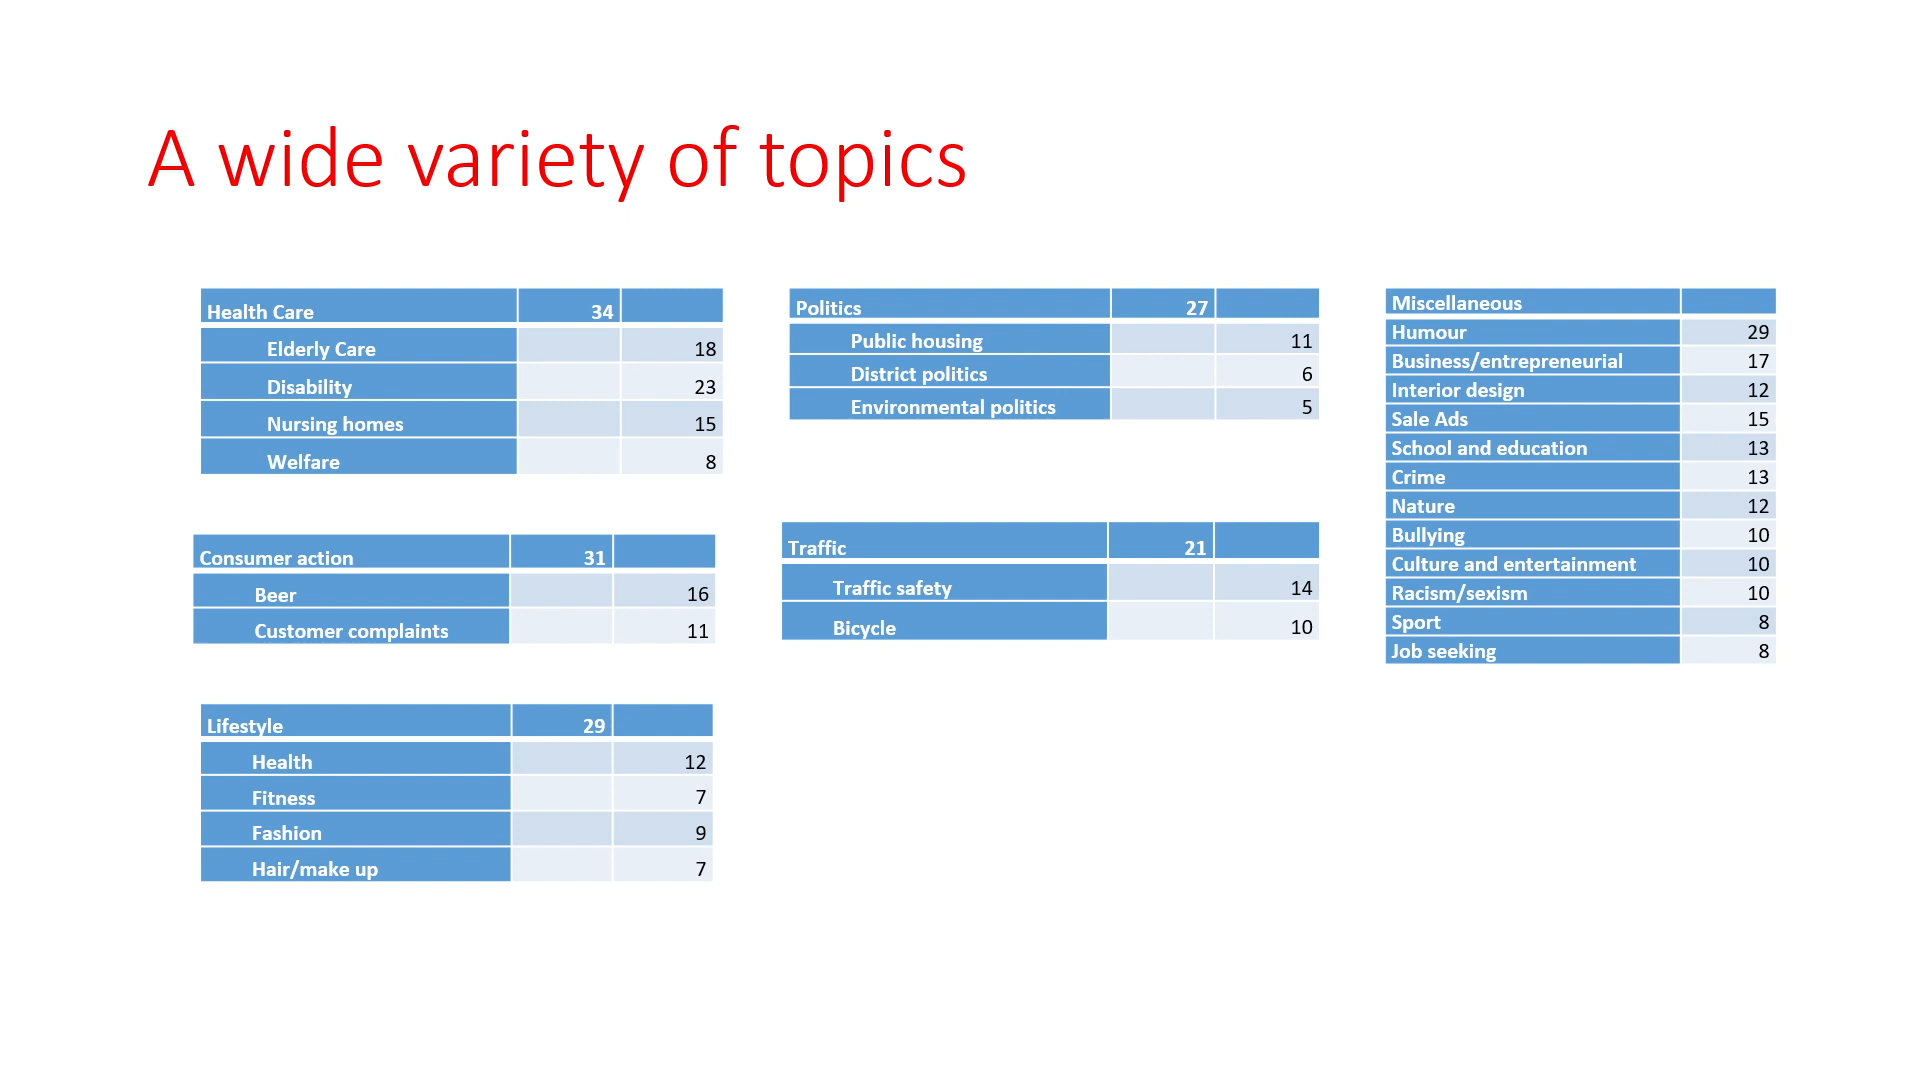 A wide variety of topics
Health Care 34
Elderly Care 18
Disability 23
Nursing homes 15
Welfare 8
Consumer action 31
Beer 16
Customer complaints 11
Lifestyle 29
Health 12
Fitness 7
Fashion 9
Hair/make up 7
Politics 27
Public housing 11
District politics 6
Environmental politics 5
Traffic 21
Traffic safety 14
Bicycle 10
Miscellaneous
Humour 29
Business/entrepreneurial 17
Interior design 12
Sale Ads 15
School and education 13
Crime 13
Nature 12
Bullying 10
Culture and entertainment 10
Racism/sexism 10
Sport 8
Job seeking 8